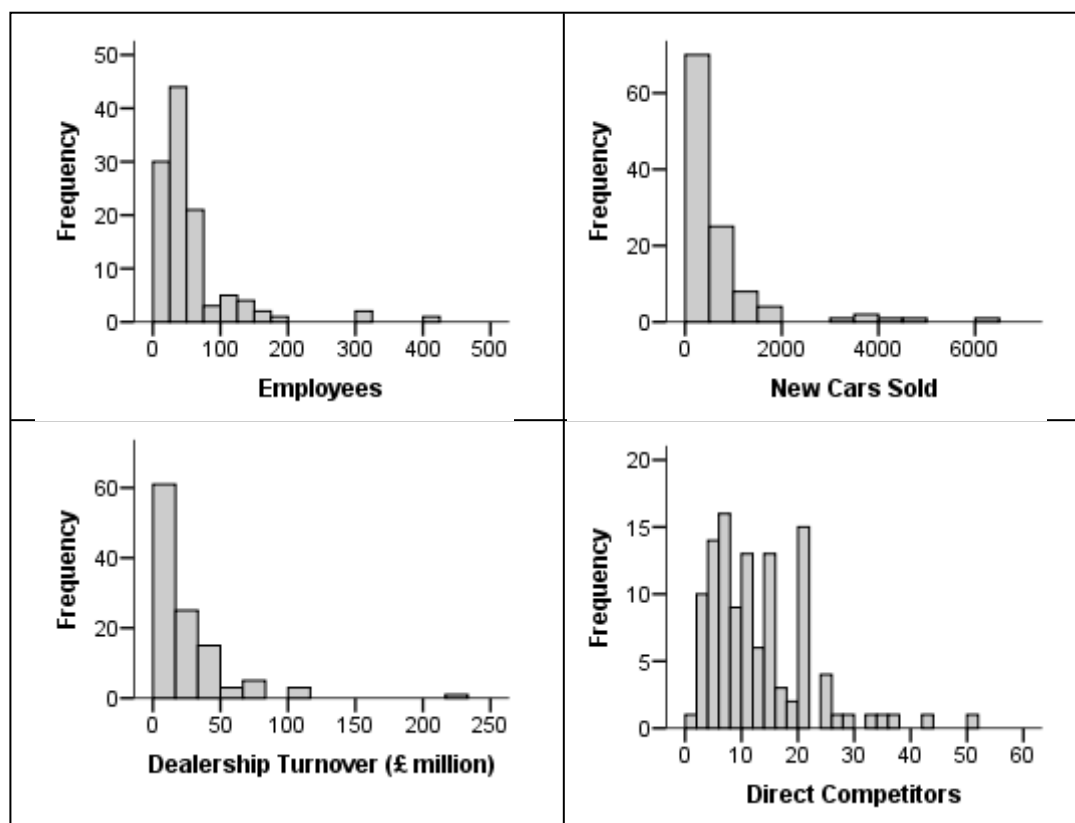 50
40
30
20
10
0
Frequency
0 100 200 300 400 500
Employees
60
40
20
0
Frequency
0 2000 4000 6000
New Cars Sold
60
40
20
0
Frequency
0 50 100 150 200 250
Dealership Turnover (£ million)
20
15
10
5
0
Frequency
0 10 20 30 40 50 60
Direct Competitors